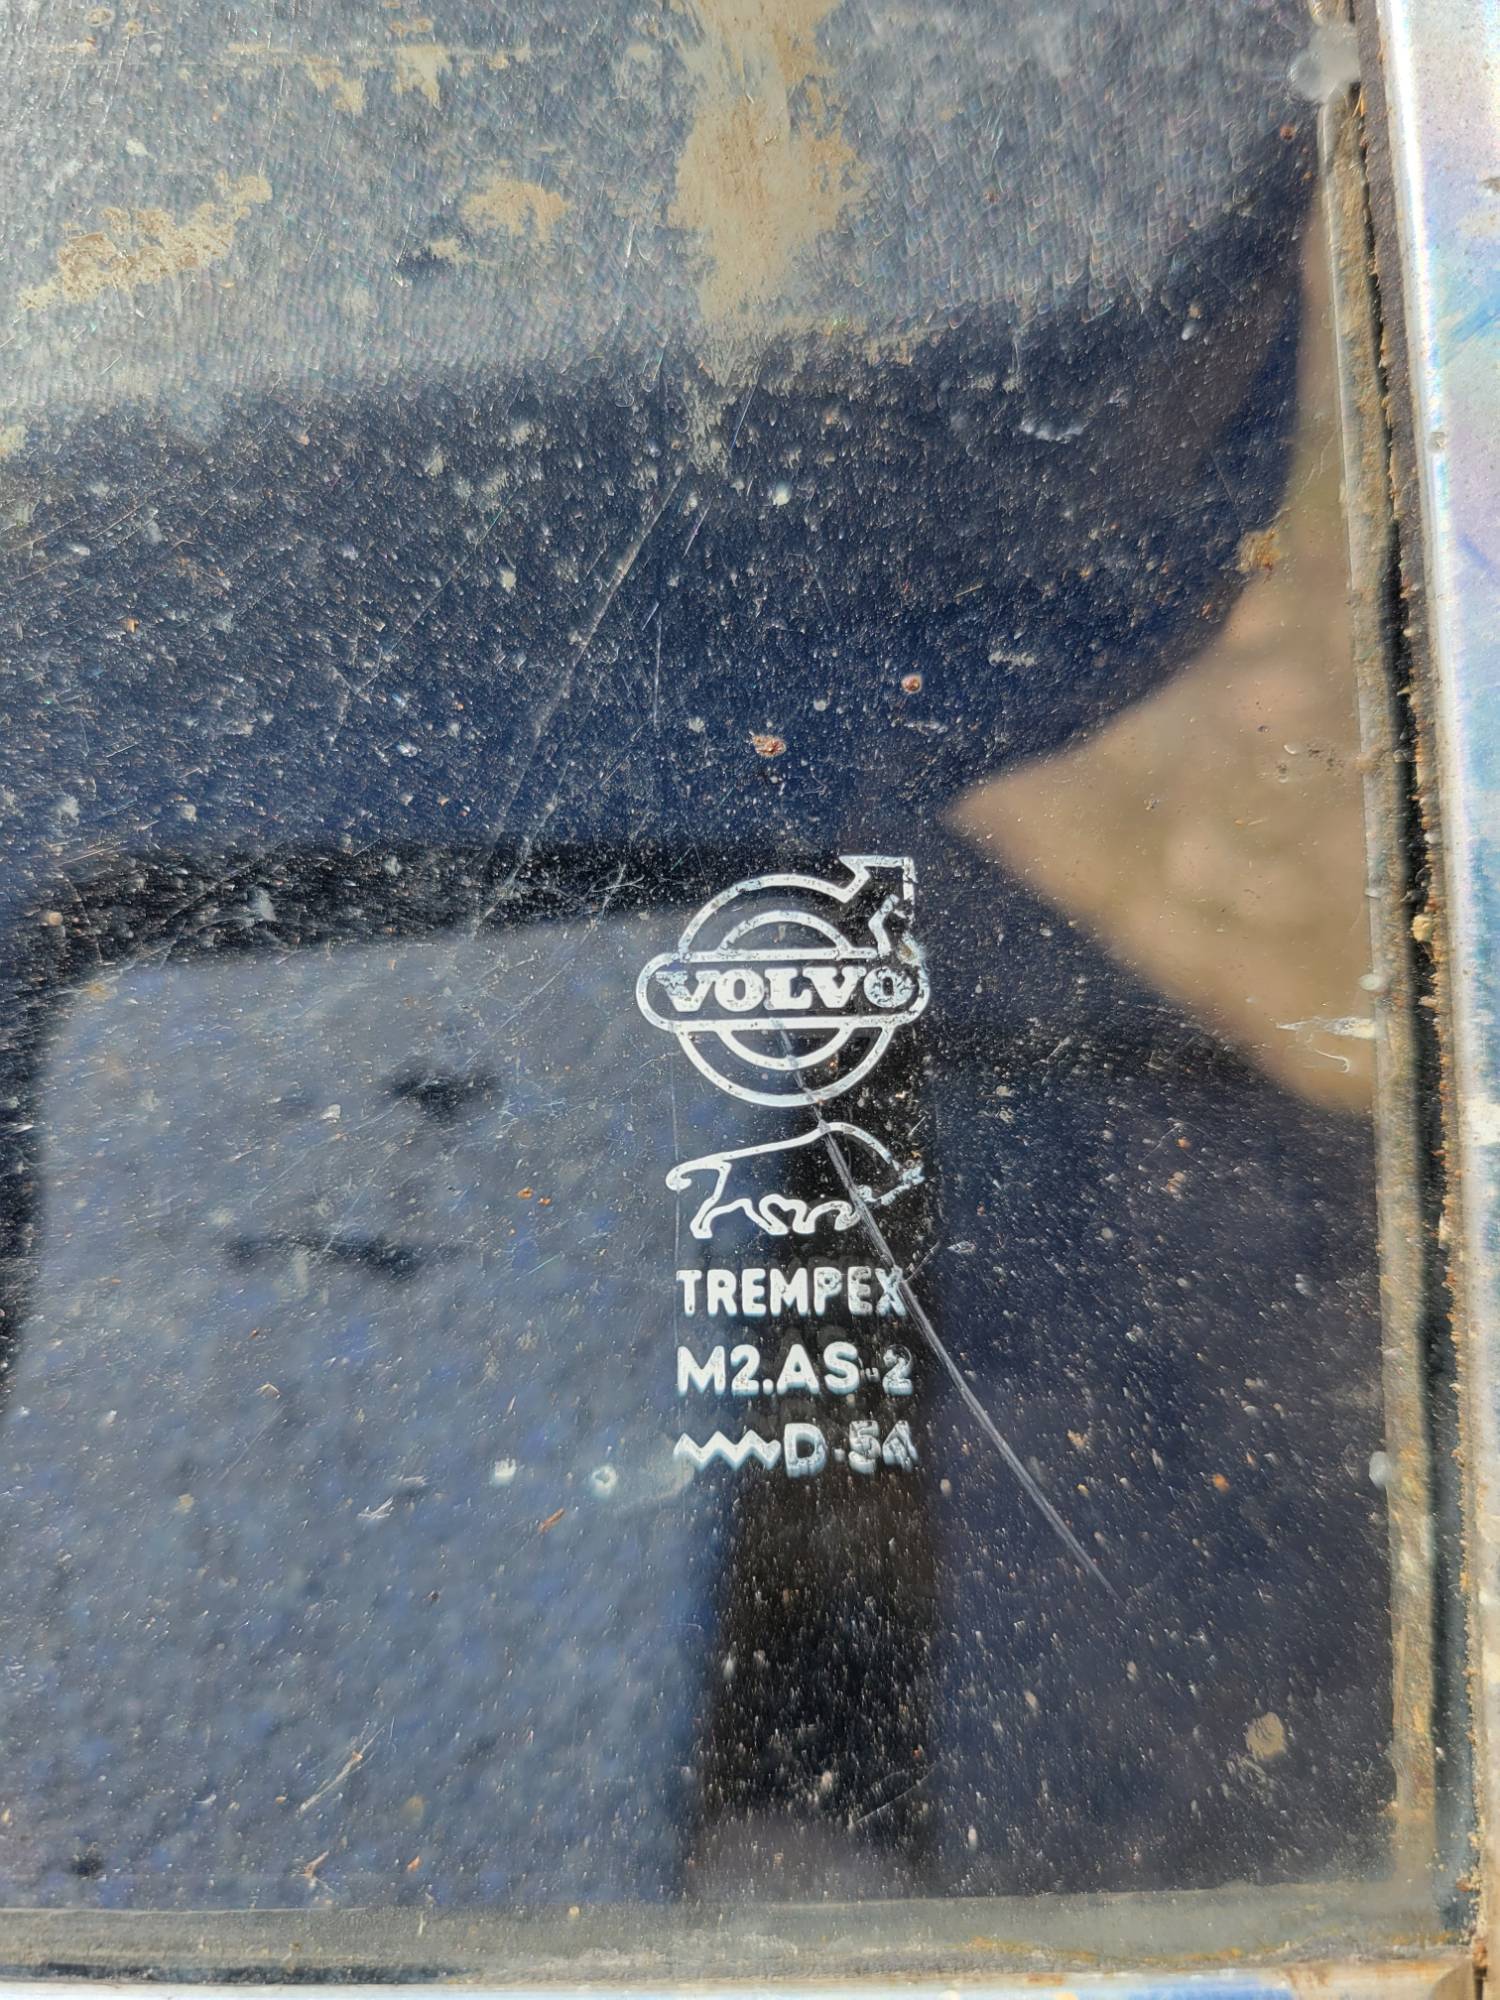 VOLVO
TREMPEX
M2.AS-2
D.54